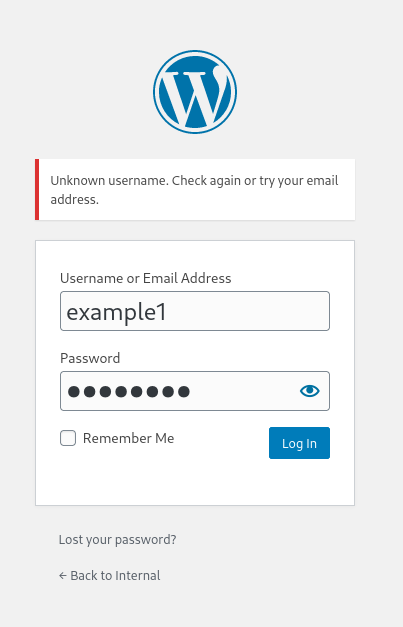 Unknown username. Check again or try your email
address.
Username or Email Address
example1
Password
●●●●●●●●
Remember Me
Log In
Lost your password?
← Back to Internal